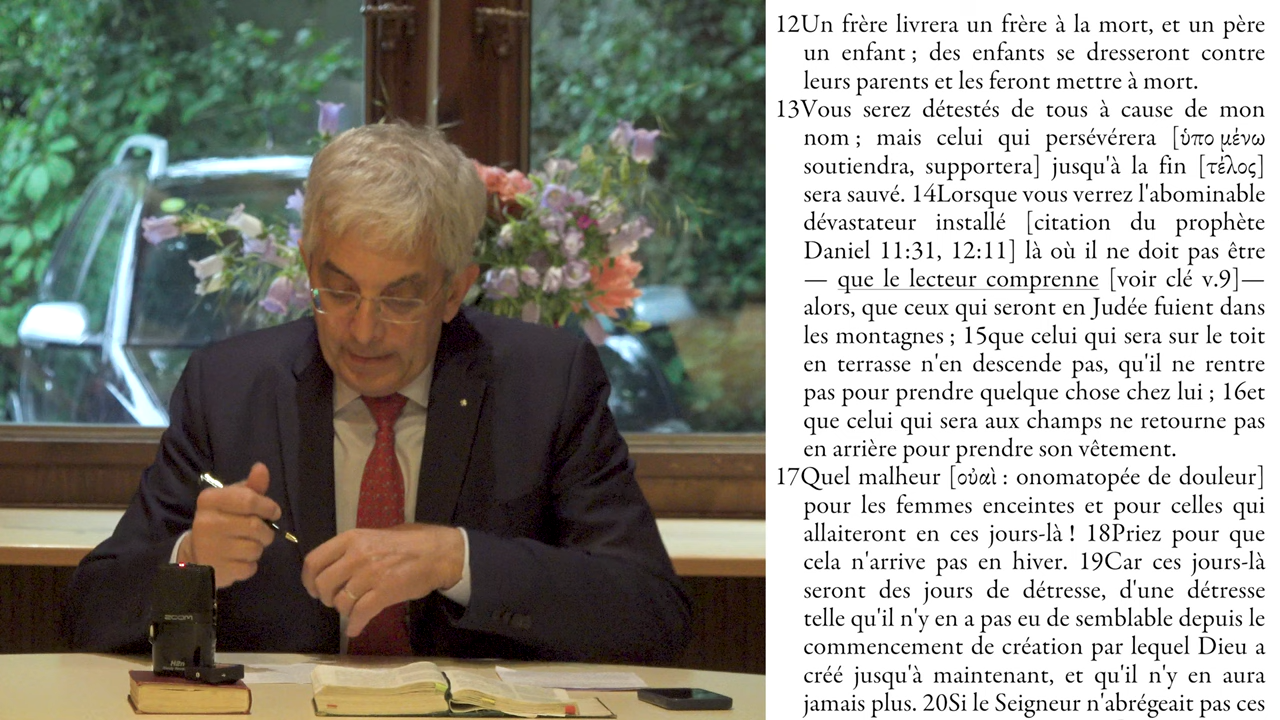 12Un frère livrera un frère à la mort, et un père
un enfant ; des enfants se dresseront contre
leurs parents et les feront mettre à mort.
13Vous serez détestés de tous à cause de mon
nom ; mais celui qui persévérera [ὑπο μένω
soutiendra, supportera] jusqu'à la fin [τέλος]
sera sauvé. 14Lorsque vous verrez l'abominable
dévastateur installé [citation du prophète
Daniel 11:31, 12:11] là où il ne doit pas être
— que le lecteur comprenne [voir clé v.9]—
alors, que ceux qui seront en Judée fuient dans
les montagnes ; 15que celui qui sera sur le toit
en terrasse n'en descende pas, qu'il ne rentre
pas pour prendre quelque chose chez lui ; 16et
que celui qui sera aux champs ne retourne pas
en arrière pour prendre son vêtement.
17Quel malheur [οὐαὶ : onomatopée de douleur]
pour les femmes enceintes et pour celles qui
allaiteront en ces jours-là ! 18Priez pour que
cela n'arrive pas en hiver. 19Car ces jours-là
seront des jours de détresse, d'une détresse
telle qu'il n'y en a pas eu de semblable depuis le
commencement de création par lequel Dieu a
créé jusqu'à maintenant, et qu'il n'y en aura
jamais plus. 20Si le Seigneur n'abrégeait pas ces
zoom
H2n